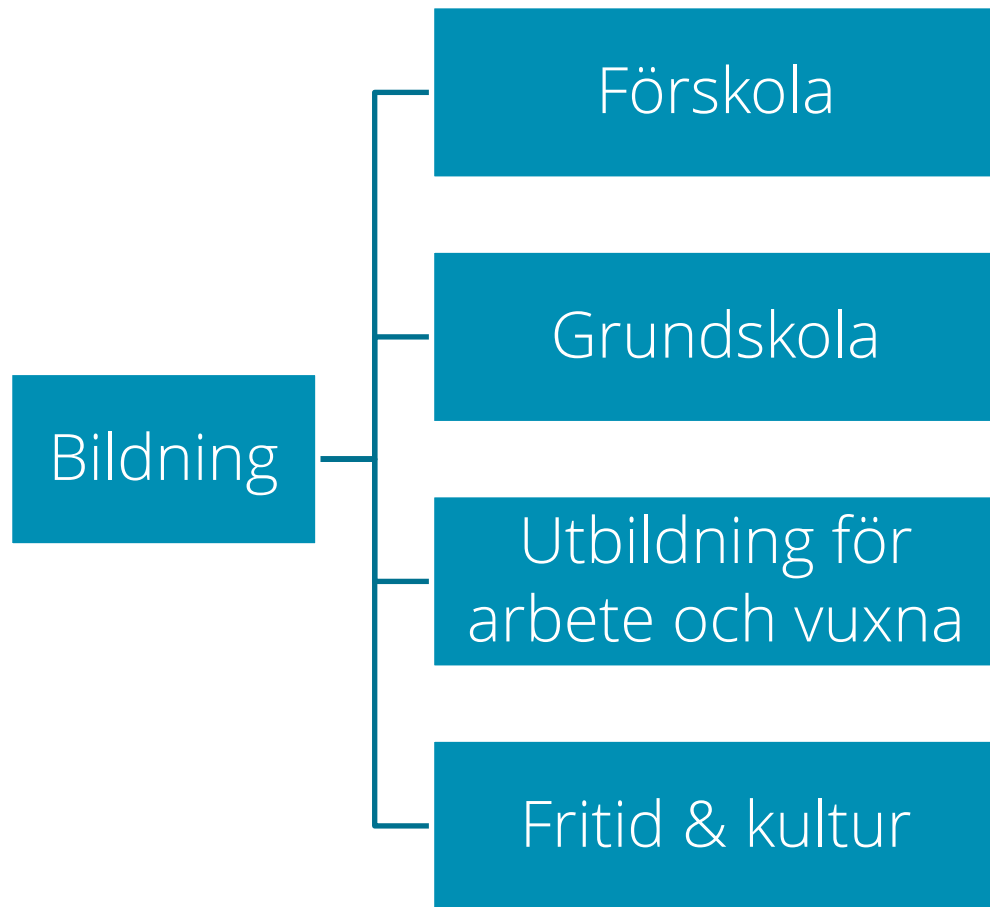 Förskola
Grundskola
Bildning
Utbildning för
arbete och vuxna
Fritid & kultur